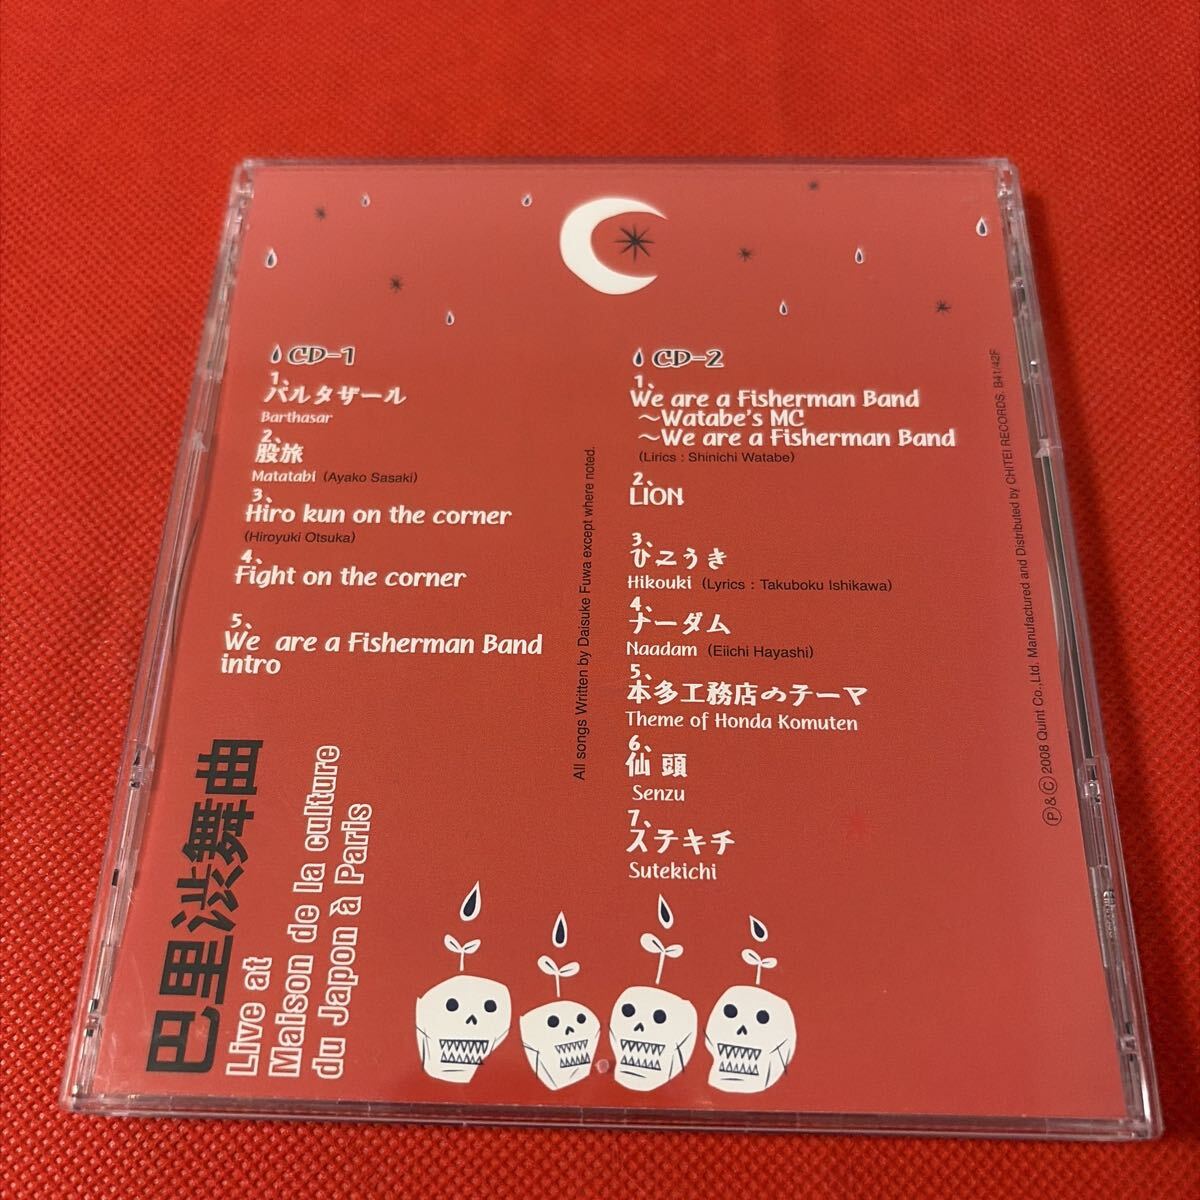 CD-1
1、
バルタザール
Barthasar
2、
股旅
Matatabi (Ayako Sasaki)
3、
Hiro kun on the corner
(Hiroyuki Otsuka)
4、
Fight on the corner
5、
We are a Fisherman Band
intro
CD-2
1、
We are a Fisherman Band
～Watabe's MC
～We are a Fisherman Band
(Lirics : Shinichi Watabe)
2、
LION
3、
ひこうき
Hikouki (Lyrics : Takuboku Ishikawa)
4、
ナーダム
Naadam (Eiichi Hayashi)
5、
本多工務店のテーマ
Theme of Honda Komuten
6、
仙頭
Senzu
7、
ステキチ
Sutekichi
All songs Written by Daisuke Fuwa except where noted.
Ⓟ&Ⓒ2008 Quint Co.,Ltd. Manufactured and Distributed by CHITEI RECORDS. B41/42F
巴里渋舞曲
Live at
Maison de la culture
du Japon à Paris